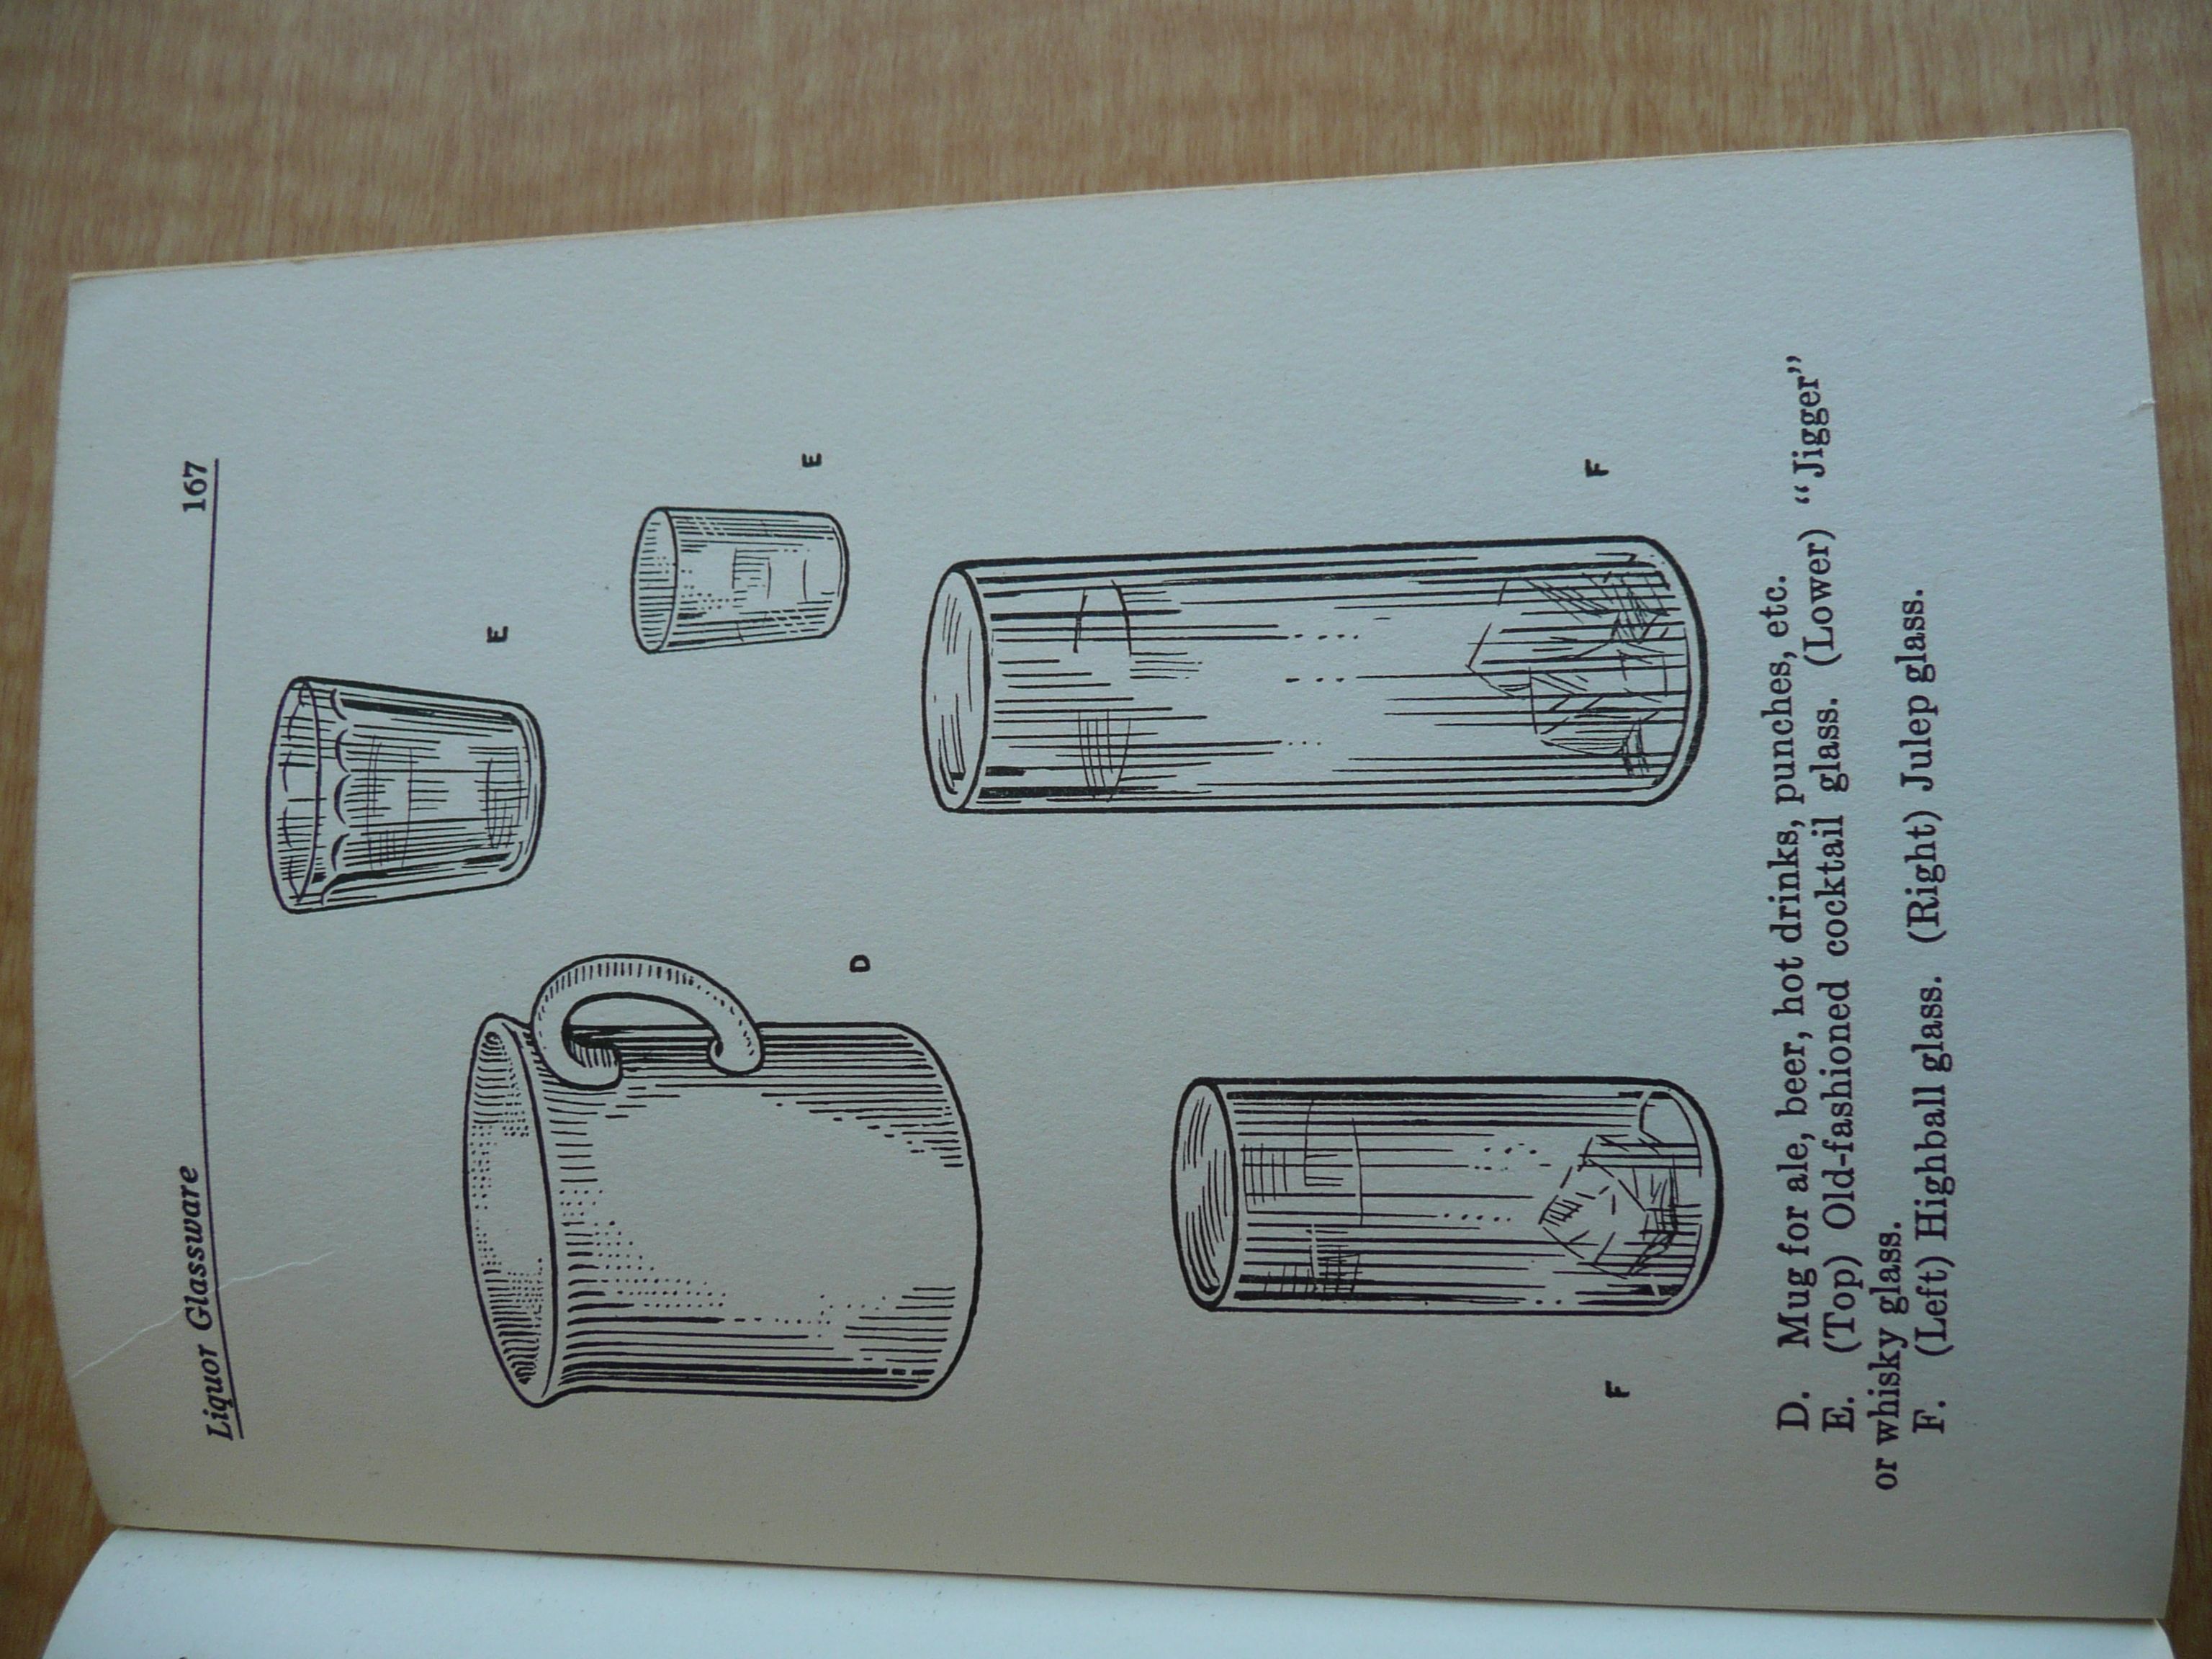 Liquor Glassware 167
E
E
D
F
F
D. Mug for ale, beer, hot drinks, punches, etc.
E. (Top) Old-fashioned cocktail glass. (Lower) “Jigger”
or whisky glass.
F. (Left) Highball glass. (Right) Julep glass.